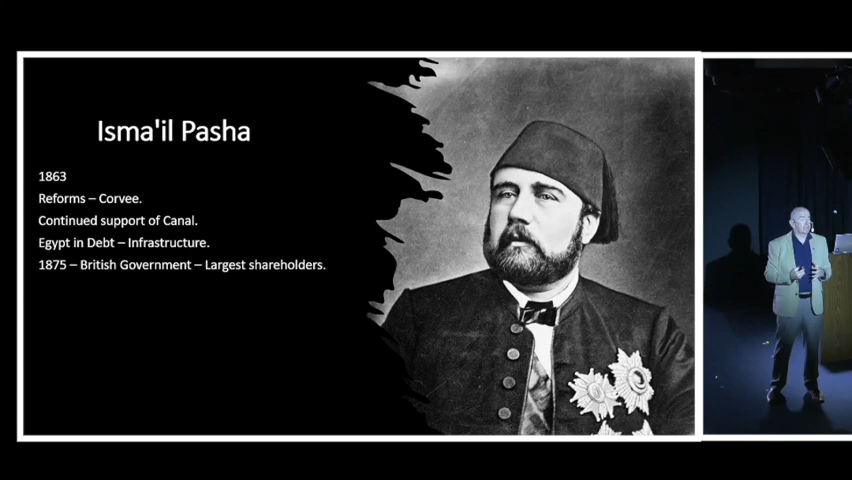 Isma'il Pasha
1863
Reforms – Corvee.
Continued support of Canal.
Egypt in Debt – Infrastructure.
1875 – British Government – Largest shareholders.